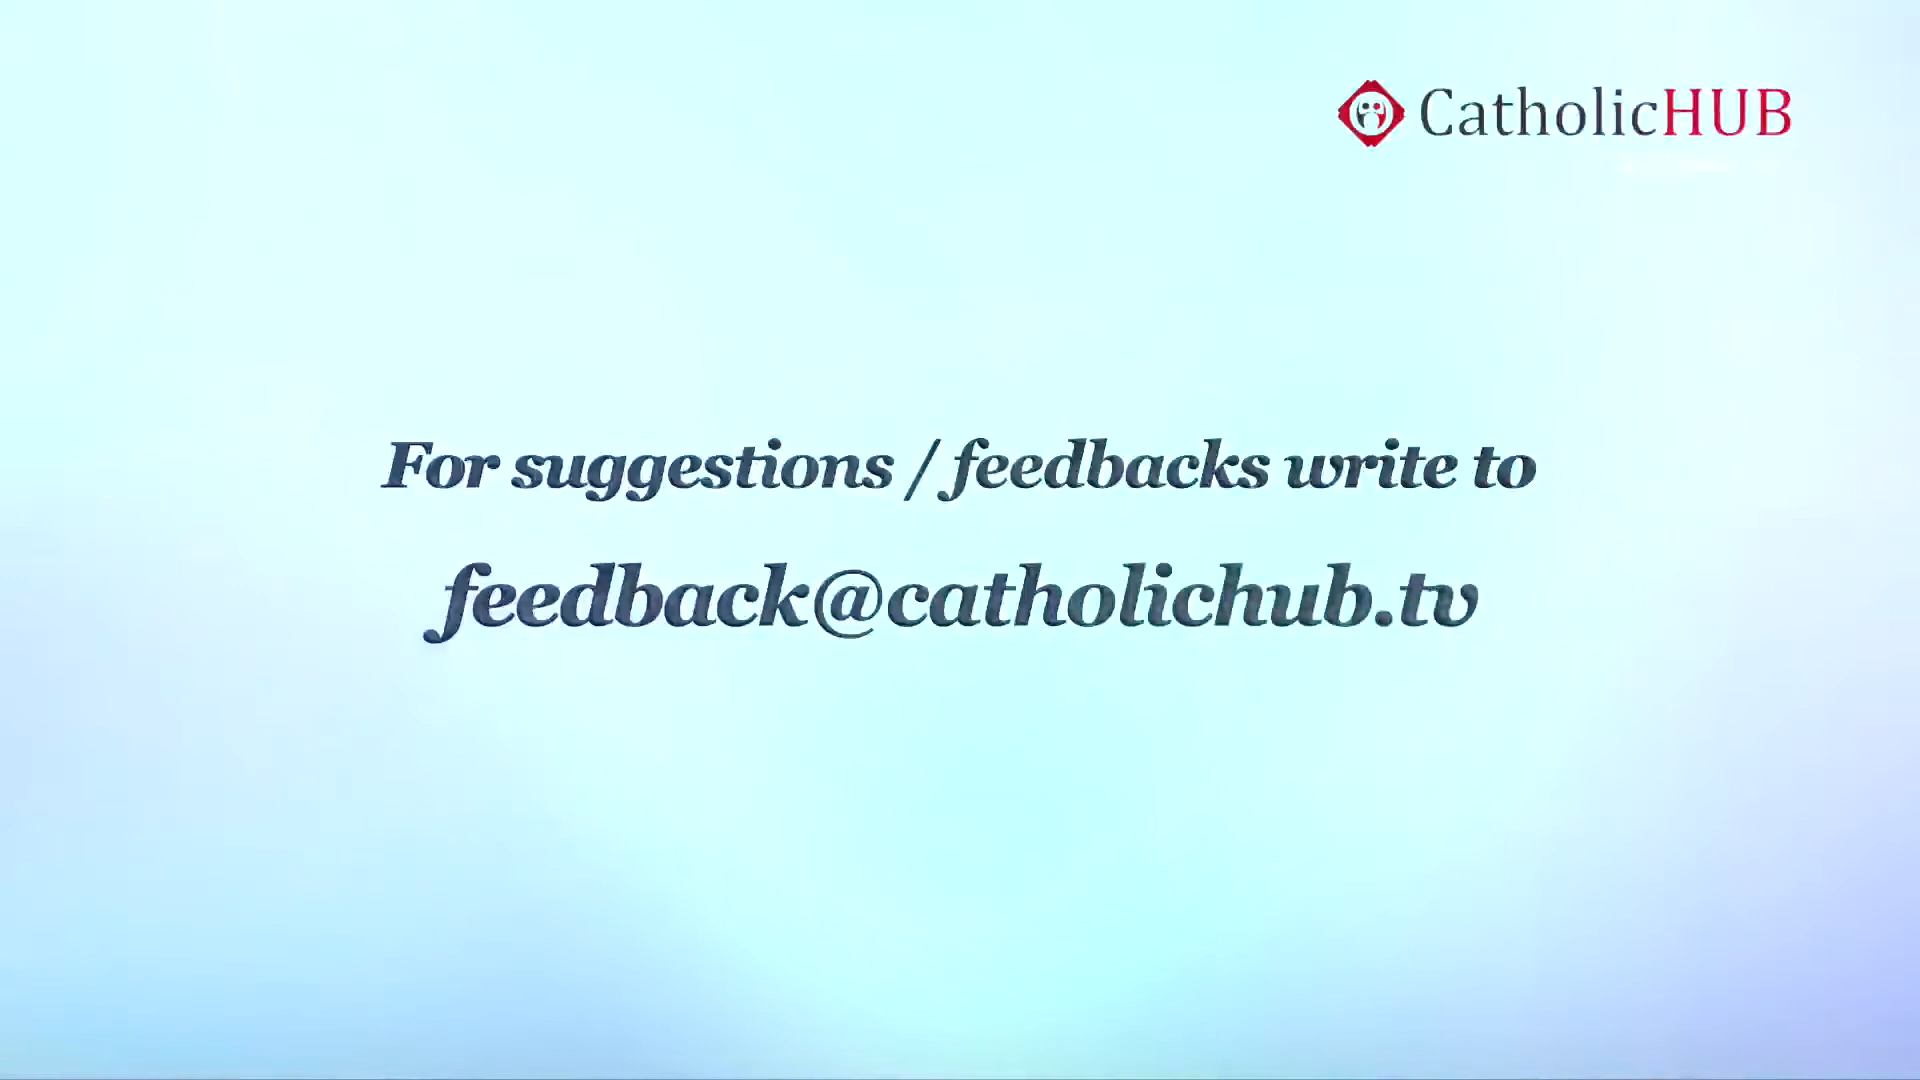 CatholicHUB
For suggestions / feedbacks write to
feedback@catholichub.tv